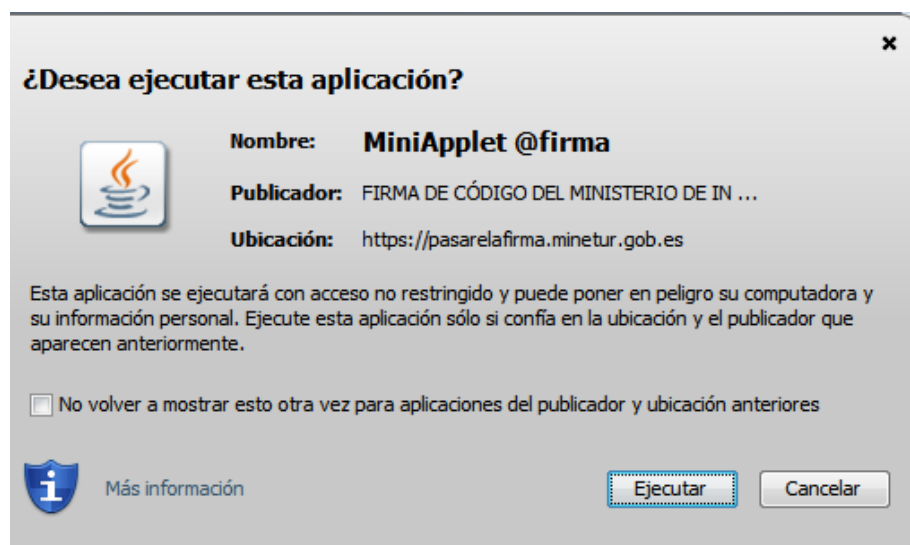 ¿Desea ejecutar esta aplicación?
Nombre: MiniApplet @firma
Publicador: FIRMA DE CÓDIGO DEL MINISTERIO DE IN ...
Ubicación: https://pasarelafirma.minetur.gob.es
Esta aplicación se ejecutará con acceso no restringido y puede poner en peligro su computadora y
su información personal. Ejecute esta aplicación sólo si confía en la ubicación y el publicador que
aparecen anteriormente.
No volver a mostrar esto otra vez para aplicaciones del publicador y ubicación anteriores
Más información
Ejecutar
Cancelar